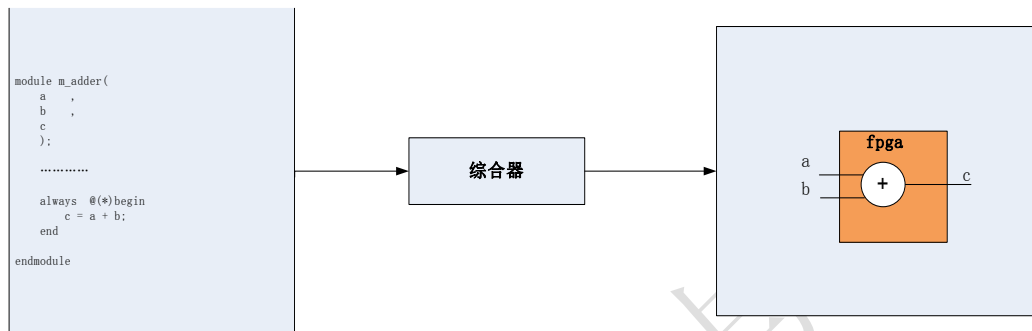 module m_adder(
a ,
b ,
c
);
…………
always @(*)begin
c = a + b;
end
endmodule
综合器
fpga
a
b
+
c